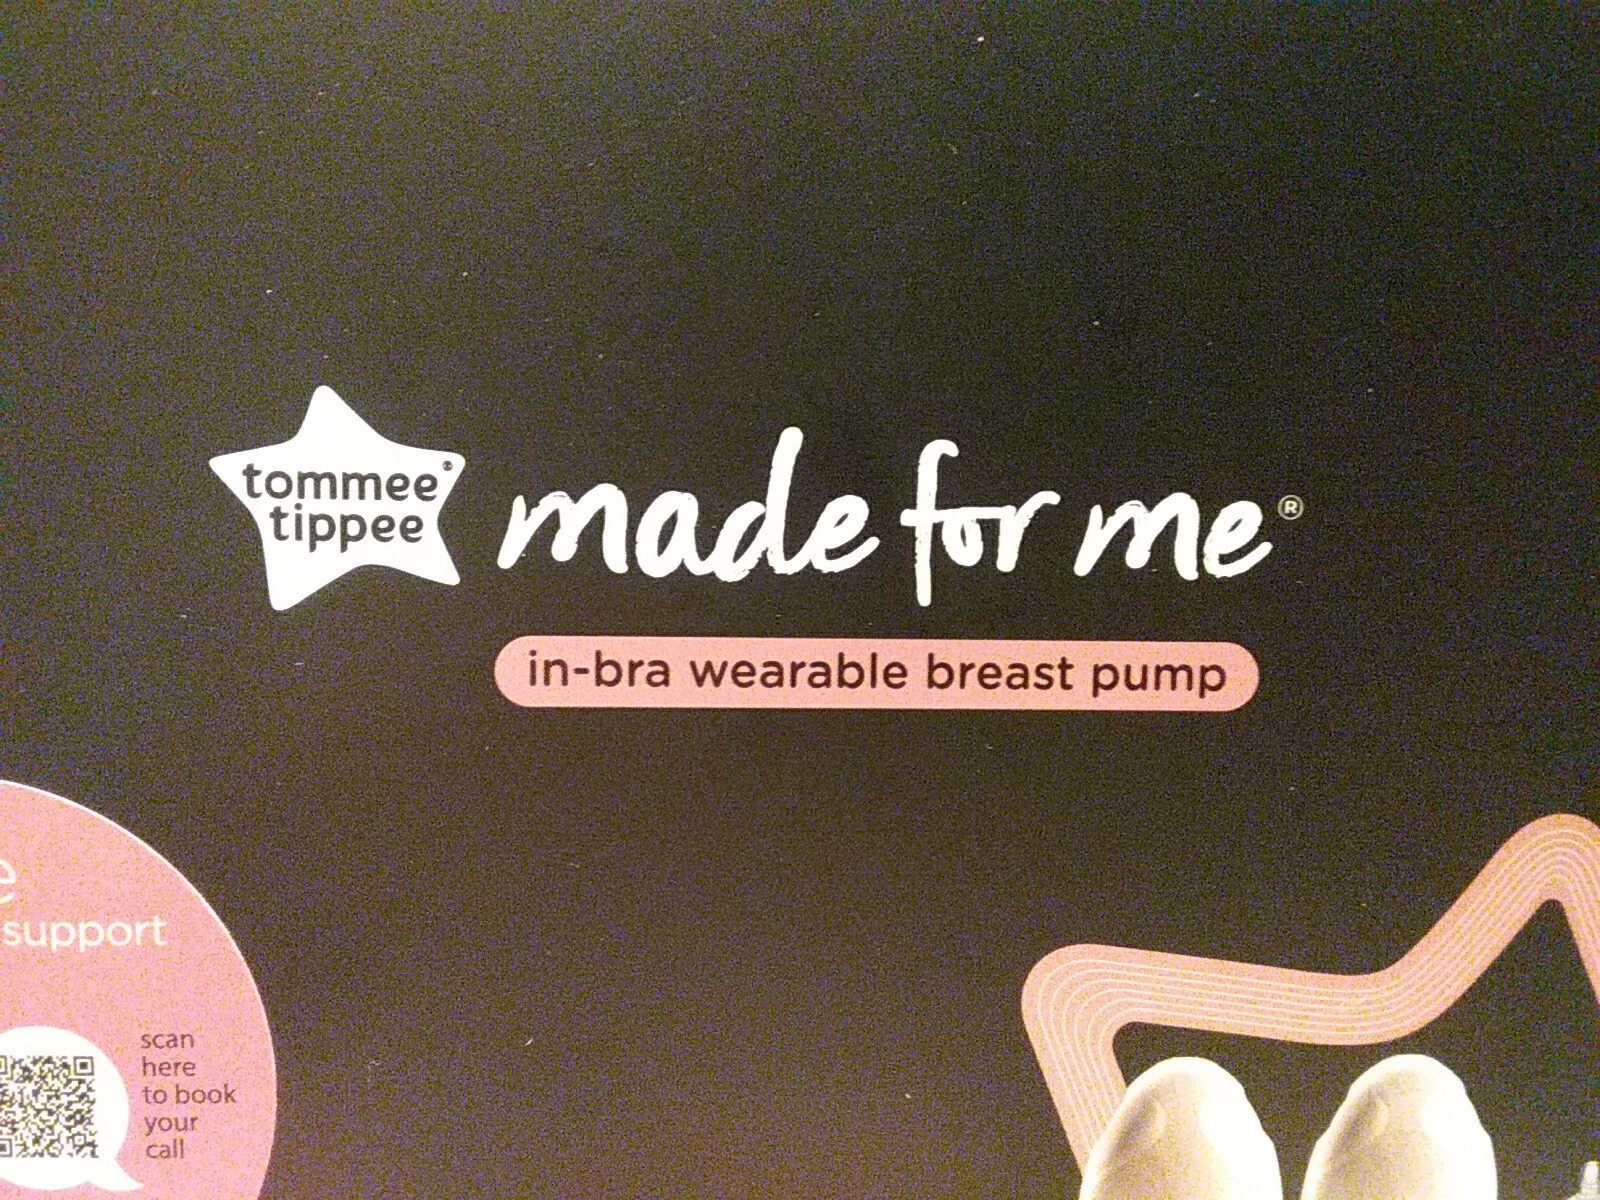 tommee®
tippee
made for me®
in-bra wearable breast pump
e
support
scan
here
to book
your
call